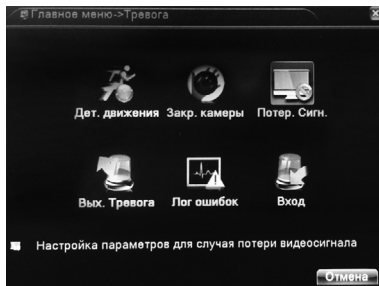 Главное меню->Тревога
Дет. движения Закр. камеры Потер. Сигн.
Вых. Тревога Лог ошибок Вход
Настройка параметров для случая потери видеосигнала
Отмена